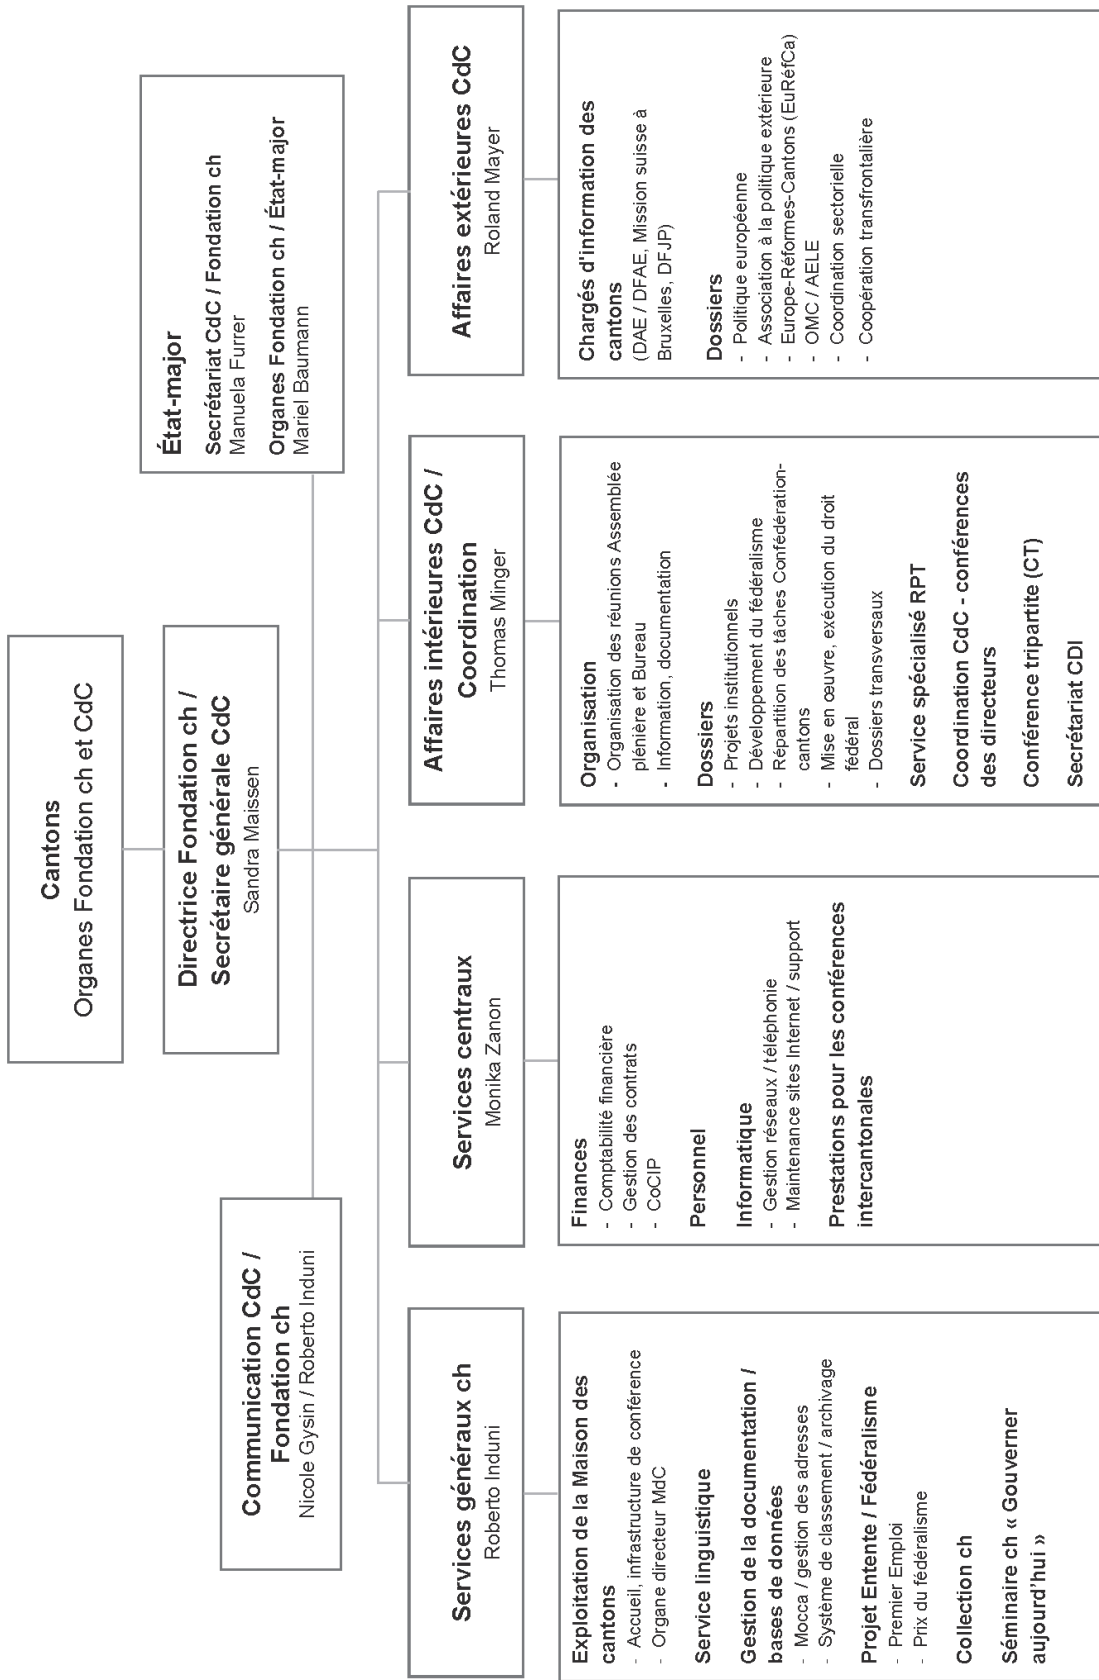 Cantons
Organes Fondation ch et CdC
Directrice Fondation ch /
Secrétaire générale CdC
Sandra Maissen
Communication CdC /
Fondation ch
Nicole Gysin / Roberto Induni
État-major
Secrétariat CdC / Fondation ch
Manuela Furrer
Organes Fondation ch / État-major
Mariel Baumann
Services généraux ch
Roberto Induni
Exploitation de la Maison des
cantons
- Accueil, infrastructure de conférence
- Organe directeur MdC
Service linguistique
Gestion de la documentation /
bases de données
- Mocca / gestion des adresses
- Système de classement / archivage
Projet Entente / Fédéralisme
- Premier Emploi
- Prix du fédéralisme
Collection ch
Séminaire ch « Gouverner
aujourd'hui »
Services centraux
Monika Zanon
Finances
- Comptabilité financière
- Gestion des contrats
- CoCIP
Personnel
Informatique
- Gestion réseaux / téléphonie
- Maintenance sites Internet / support
Prestations pour les conférences
intercantonales
Affaires intérieures CdC /
Coordination
Thomas Minger
Organisation
- Organisation des réunions Assemblée
plénière et Bureau
- Information, documentation
Dossiers
- Projets institutionnels
- Développement du fédéralisme
- Répartition des tâches Confédération-
cantons
- Mise en œuvre, exécution du droit
fédéral
- Dossiers transversaux
Service spécialisé RPT
Coordination CdC - conférences
des directeurs
Conférence tripartite (CT)
Secrétariat CDI
Affaires extérieures CdC
Roland Mayer
Chargés d'information des
cantons
(DAE / DFAE, Mission suisse à
Bruxelles, DFJP)
Dossiers
- Politique européenne
- Association à la politique extérieure
- Europe-Réformes-Cantons (EuRéfCa)
- OMC / AELE
- Coordination sectorielle
- Coopération transfrontalière